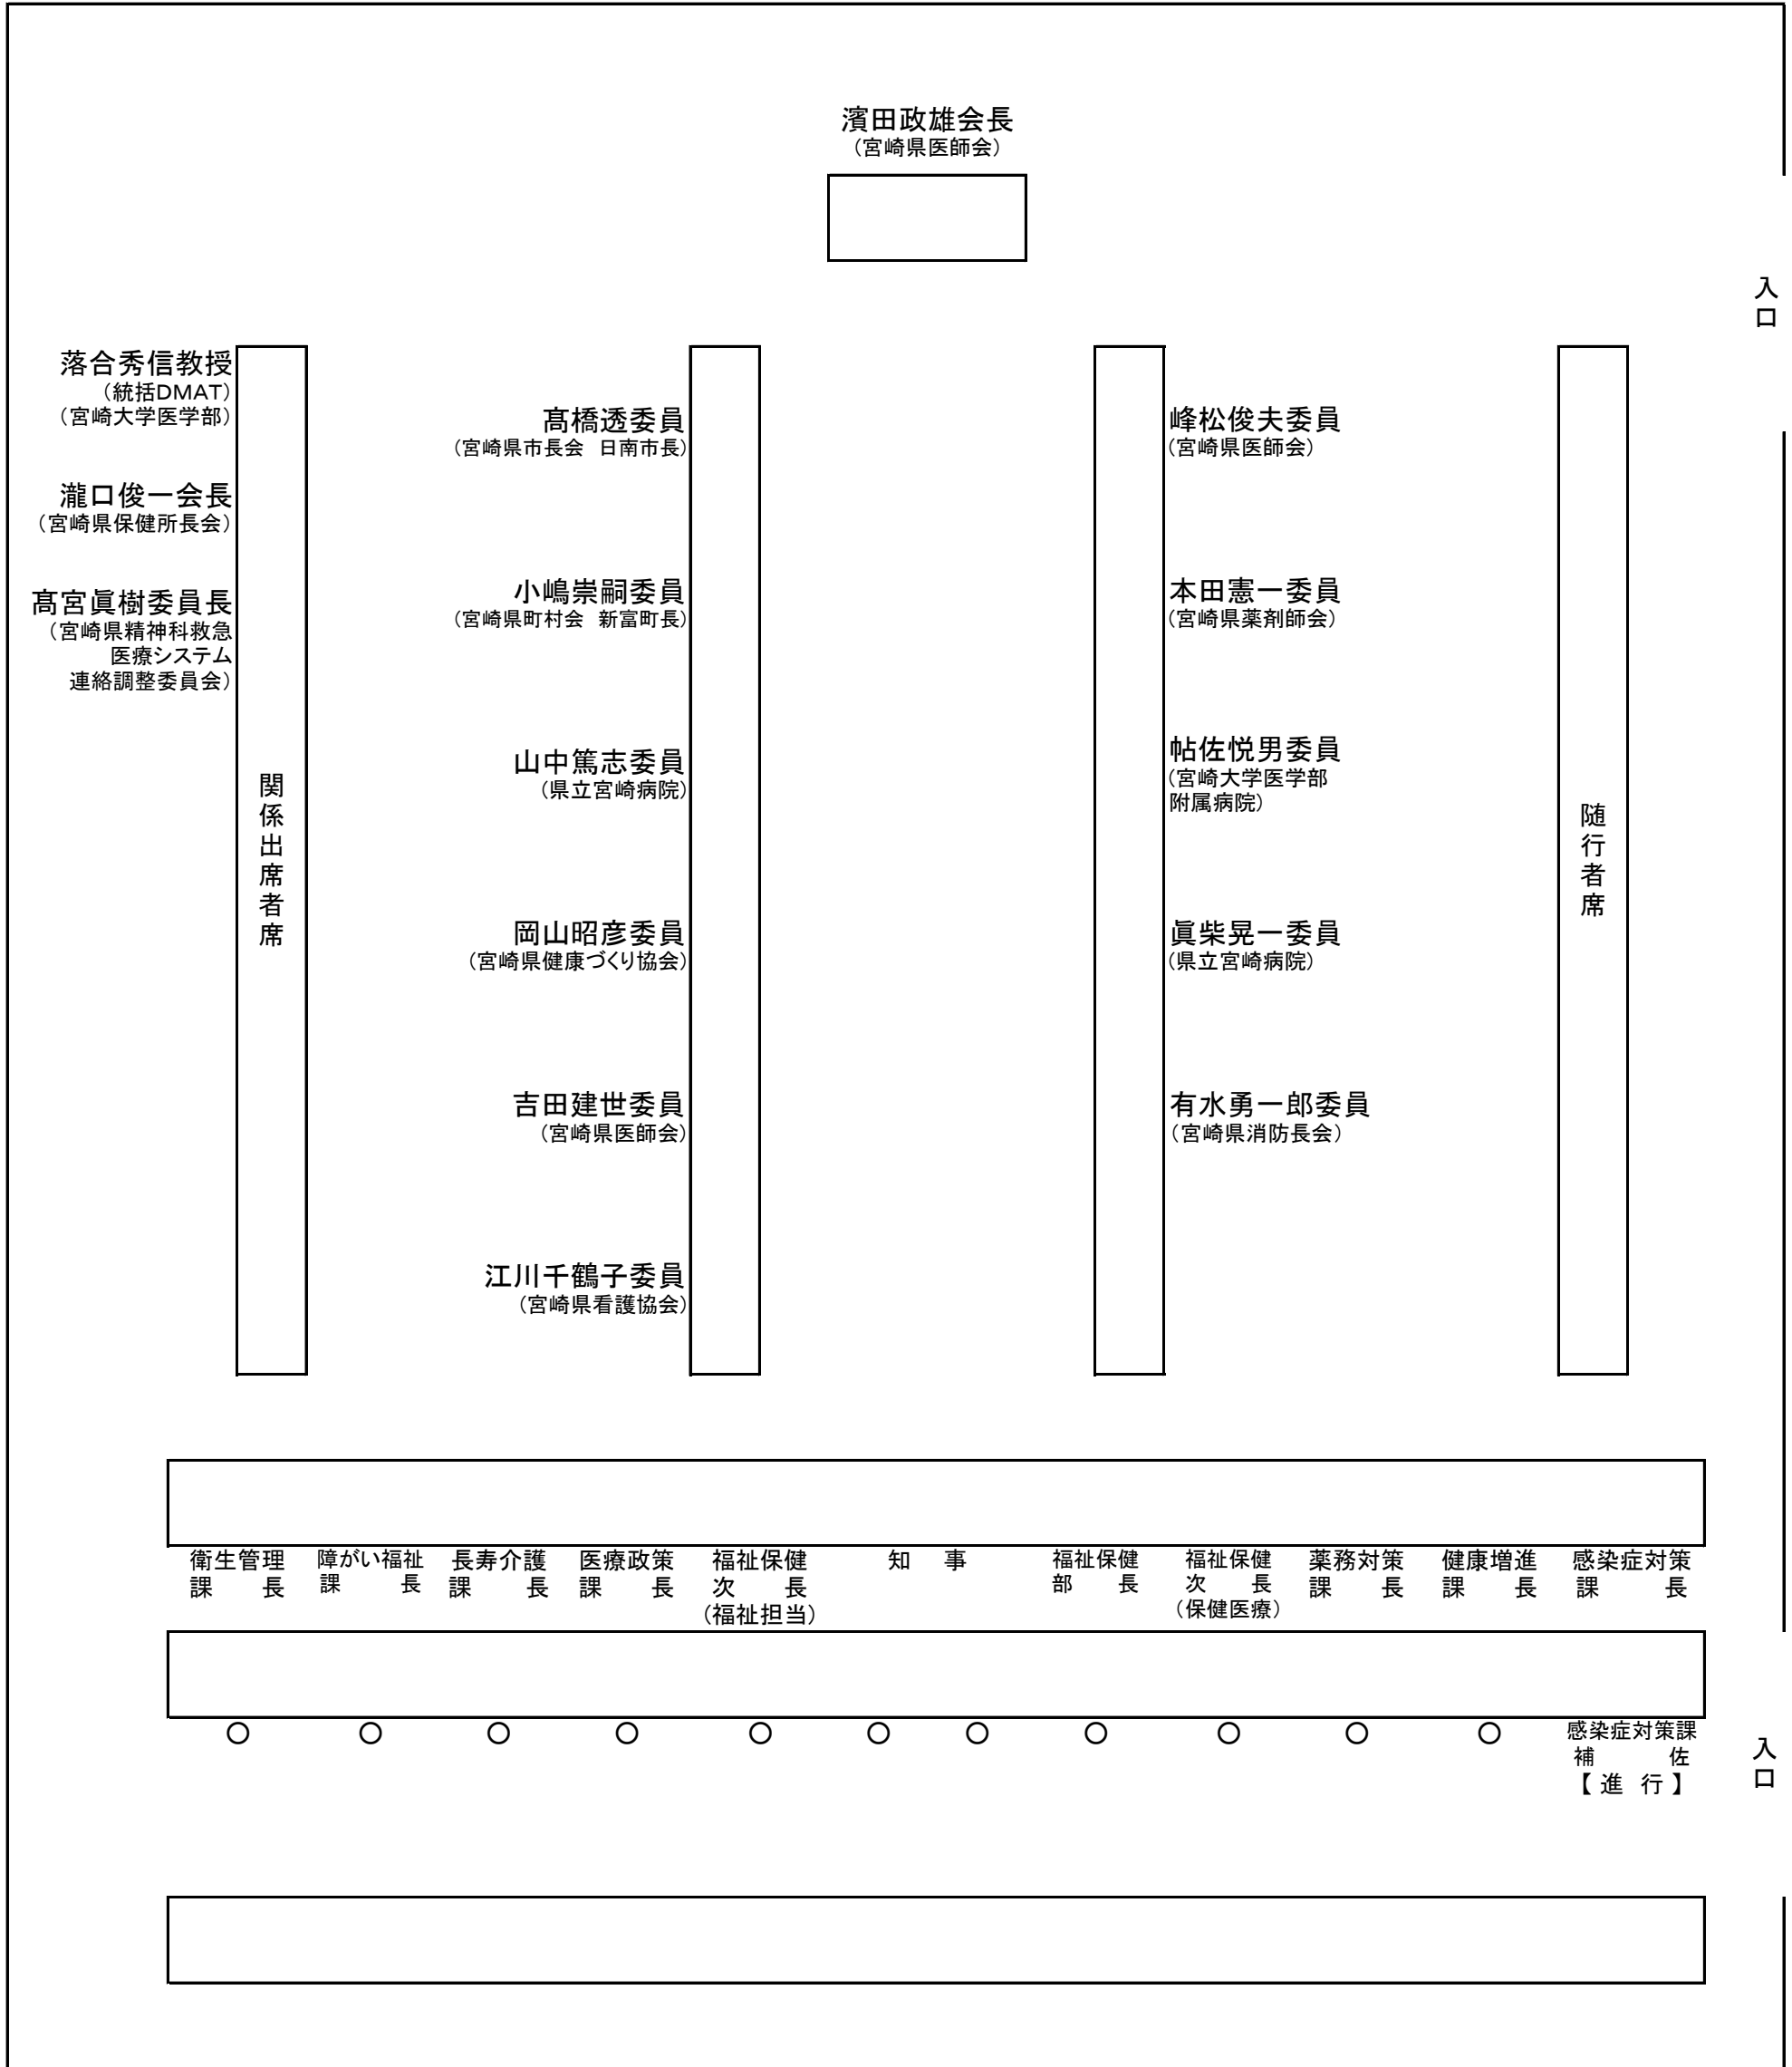 濱田政雄会長
（宮崎県医師会）
入口
落合秀信教授
（統括DMAT）
（宮崎大学医学部）
瀧口俊一会長
（宮崎県保健所長会）
髙宮眞樹委員長
（宮崎県精神科救急
医療システム
連絡調整委員会）
関係出席者席
髙橋透委員
（宮崎県市長会　日南市長）
小嶋崇嗣委員
（宮崎県町村会　新富町長）
山中篤志委員
（県立宮崎病院）
岡山昭彦委員
（宮崎県健康づくり協会）
吉田建世委員
（宮崎県医師会）
江川千鶴子委員
（宮崎県看護協会）
峰松俊夫委員
（宮崎県医師会）
本田憲一委員
（宮崎県薬剤師会）
帖佐悦男委員
（宮崎大学医学部
附属病院）
眞柴晃一委員
（県立宮崎病院）
有水勇一郎委員
（宮崎県消防長会）
随行者席
衛生管理
課　　長
障がい福祉
課　　　長
長寿介護
課　　長
医療政策
課　　長
福祉保健
次　　長
（福祉担当）
知　事
福祉保健
部　　長
福祉保健
次　　長
（保健医療）
薬務対策
課　　長
健康増進
課　　長
感染症対策
課　　　長
○　○　○　○　○　○　○　○　○　○　○
感染症対策課
補　　　佐
【 進　行 】
入口